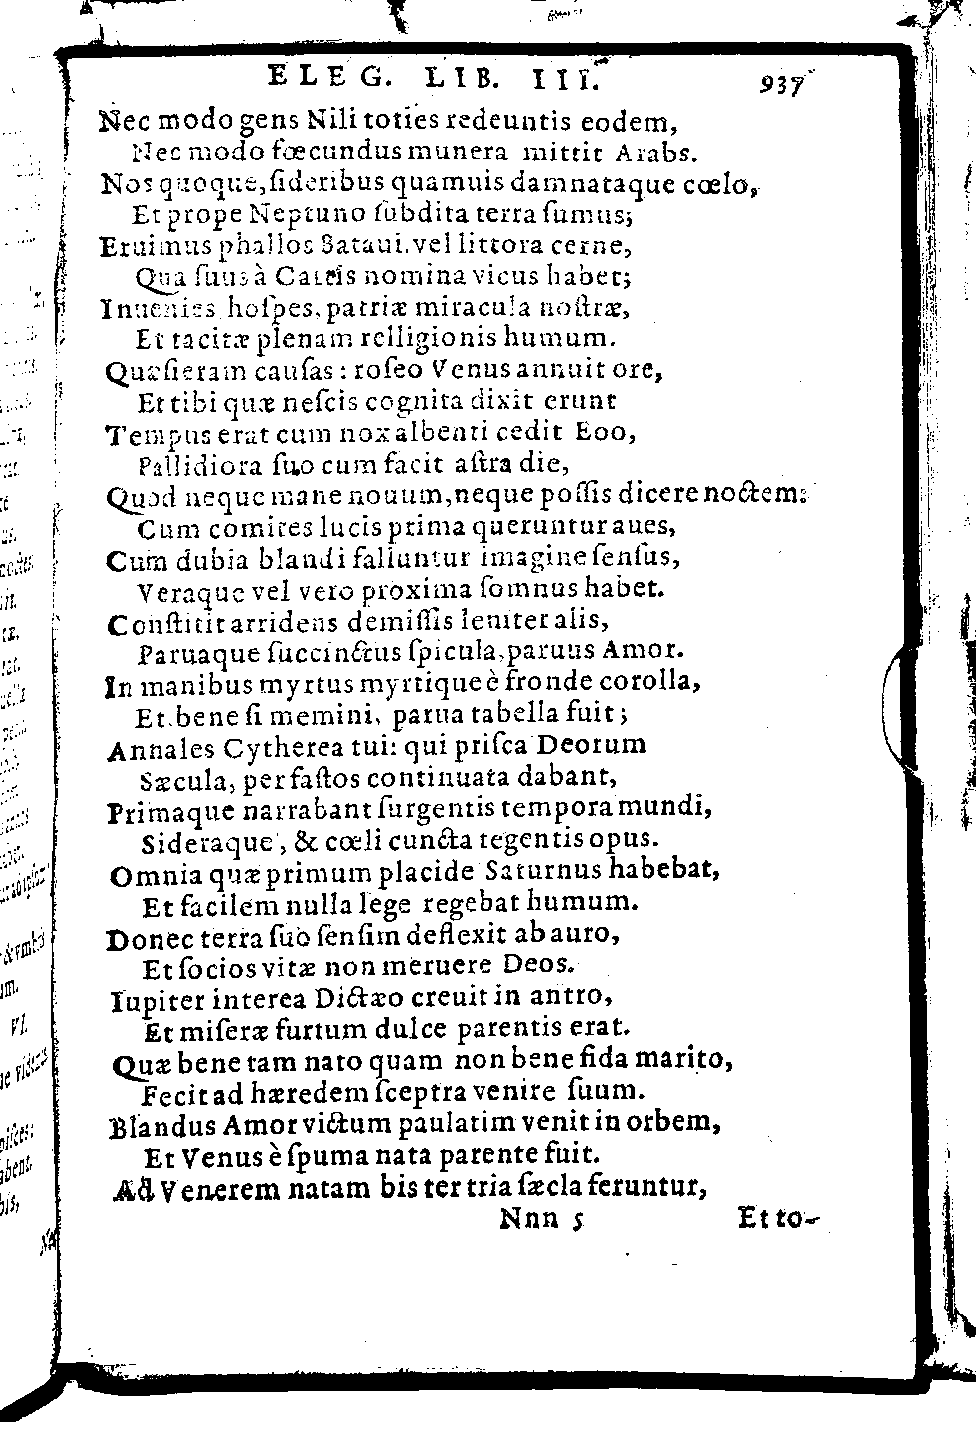 ELEG. LIB. III. 937
Nec modo gens Nili toties redeuntis eodem,
Nec modo fœcundus munera mittit Arabs.
Nos quoque, ſideribus quamuis damnataque cœlo,
Et prope Neptuno ſubdita terra ſumus;
Eruimus phallos Bataui. vel littora cerne,
Qua ſuus à Cattis nomina vicus habet;
Inuenies hoſpes, patriæ miracula noſtræ,
Et tacitæ plenam relligionis humum.
Quæſieram cauſas: roſeo Venus annuit ore,
Et tibi quæ neſcis cognita dixit erunt
Tempus erat cum nox albenti cedit Eoo,
Pallidiora ſuo cum facit aſtra die,
Quod neque mane nouum, neque poſſis dicere noctem:
Cum comites lucis prima queruntur aues,
Cum dubia blandi falluntur imagine ſenſus,
Veraque vel vero proxima ſomnus habet.
Conſtitit arridens demiſſis leniter alis,
Paruaque ſuccinctus ſpicula, paruus Amor.
In manibus myrtus myrtique è fronde corolla,
Et, bene ſi memini, parua tabella fuit;
Annales Cytherea tui: qui priſca Deorum
Sæcula, per faſtos continuata dabant,
Primaque narrabant ſurgentis tempora mundi,
Sideraque, & cœli cuncta tegentis opus.
Omnia quæ primum placide Saturnus habebat,
Et facilem nulla lege regebat humum.
Donec terra ſuo ſenſim deflexit ab auro,
Et ſocios vitæ non meruere Deos.
Iupiter interea Dictæo creuit in antro,
Et miſeræ furtum dulce parentis erat.
Quæ bene tam nato quam non bene fida marito,
Fecit ad hæredem ſceptra venire ſuum.
Blandus Amor victum paulatim venit in orbem,
Et Venus è ſpuma nata parente fuit.
Ad Venerem natam bis ter tria ſæcla feruntur,
Nnn 5 Et to-